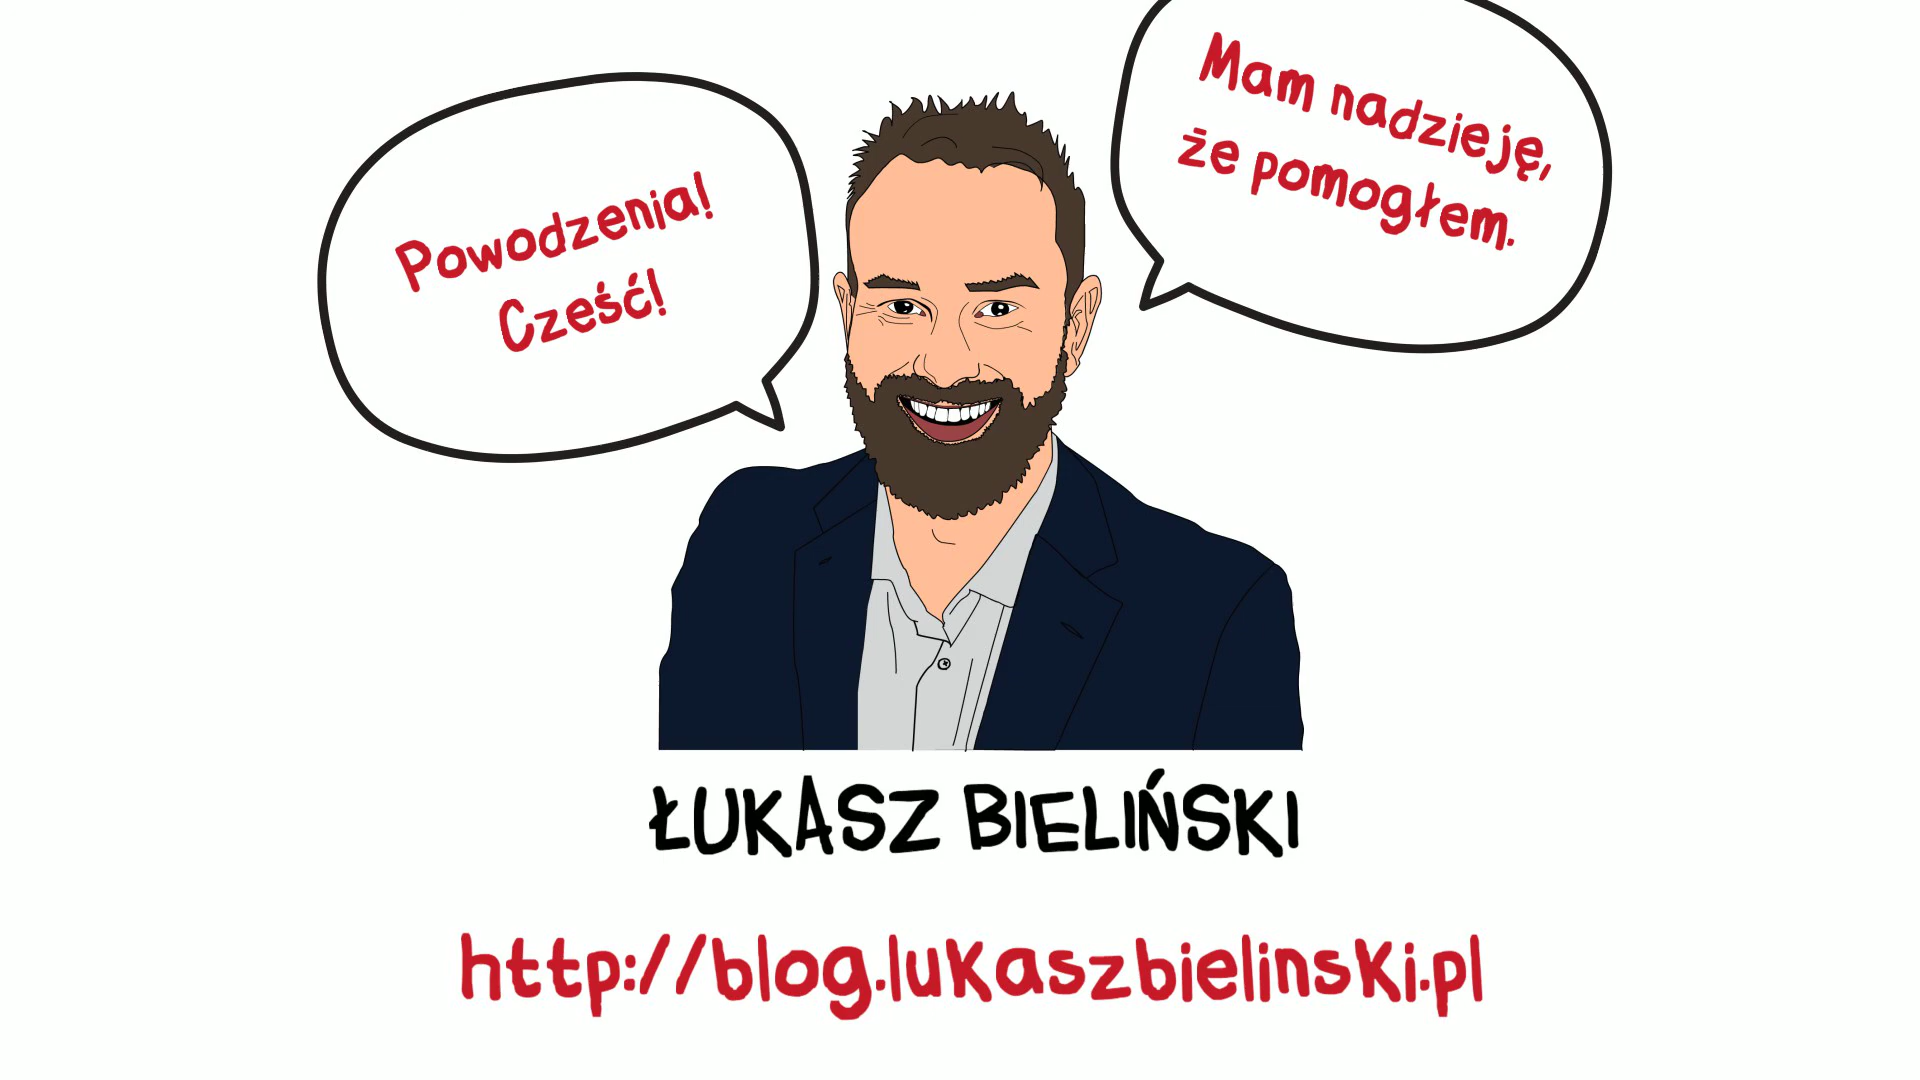 Mam nadzieję,
że pomogłem.
Powodzenia!
Cześć!
ŁUKASZ BIELIŃSKI
http://blog.lukaszbielinski.pl